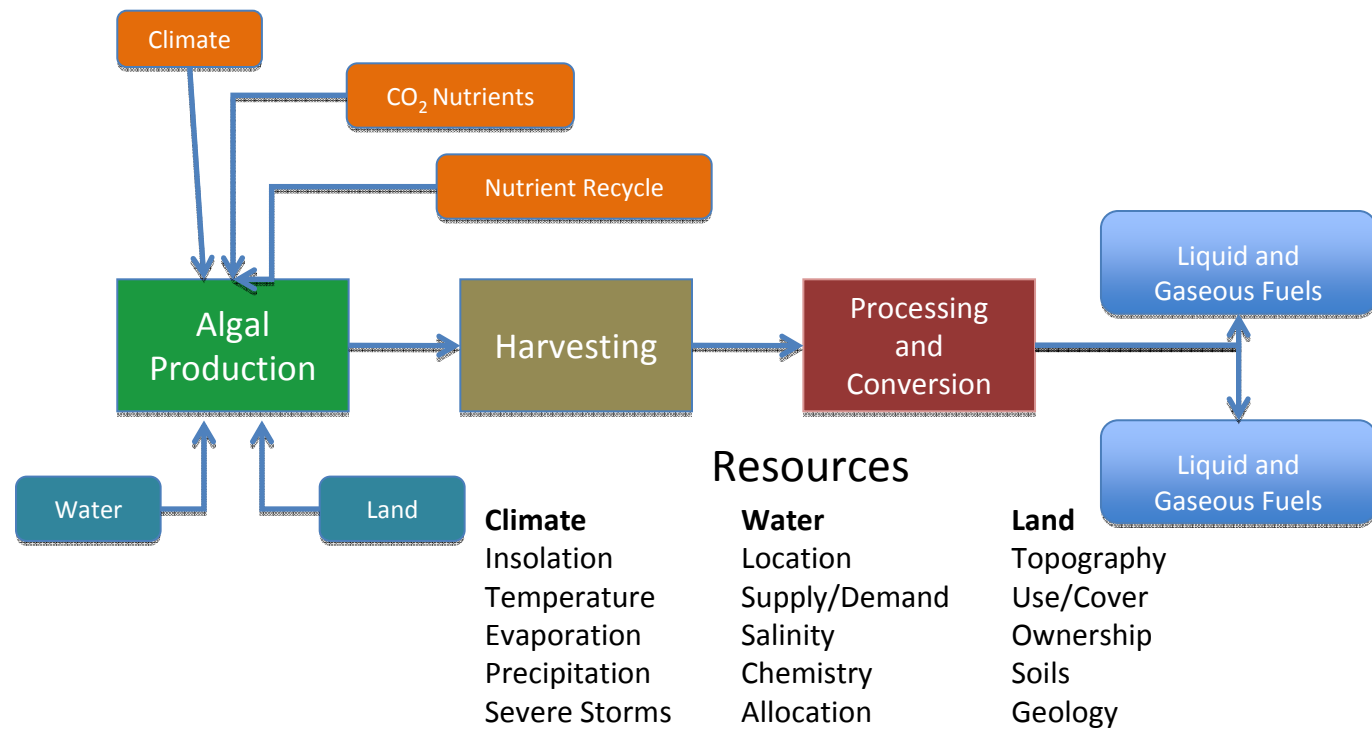 Climate
CO₂ Nutrients
Nutrient Recycle
Algal
Production
Harvesting
Processing
and
Conversion
Liquid and
Gaseous Fuels
Liquid and
Gaseous Fuels
Water
Land
Resources
Climate
Insolation
Temperature
Evaporation
Precipitation
Severe Storms
Water
Location
Supply/Demand
Salinity
Chemistry
Allocation
Land
Topography
Use/Cover
Ownership
Soils
Geology